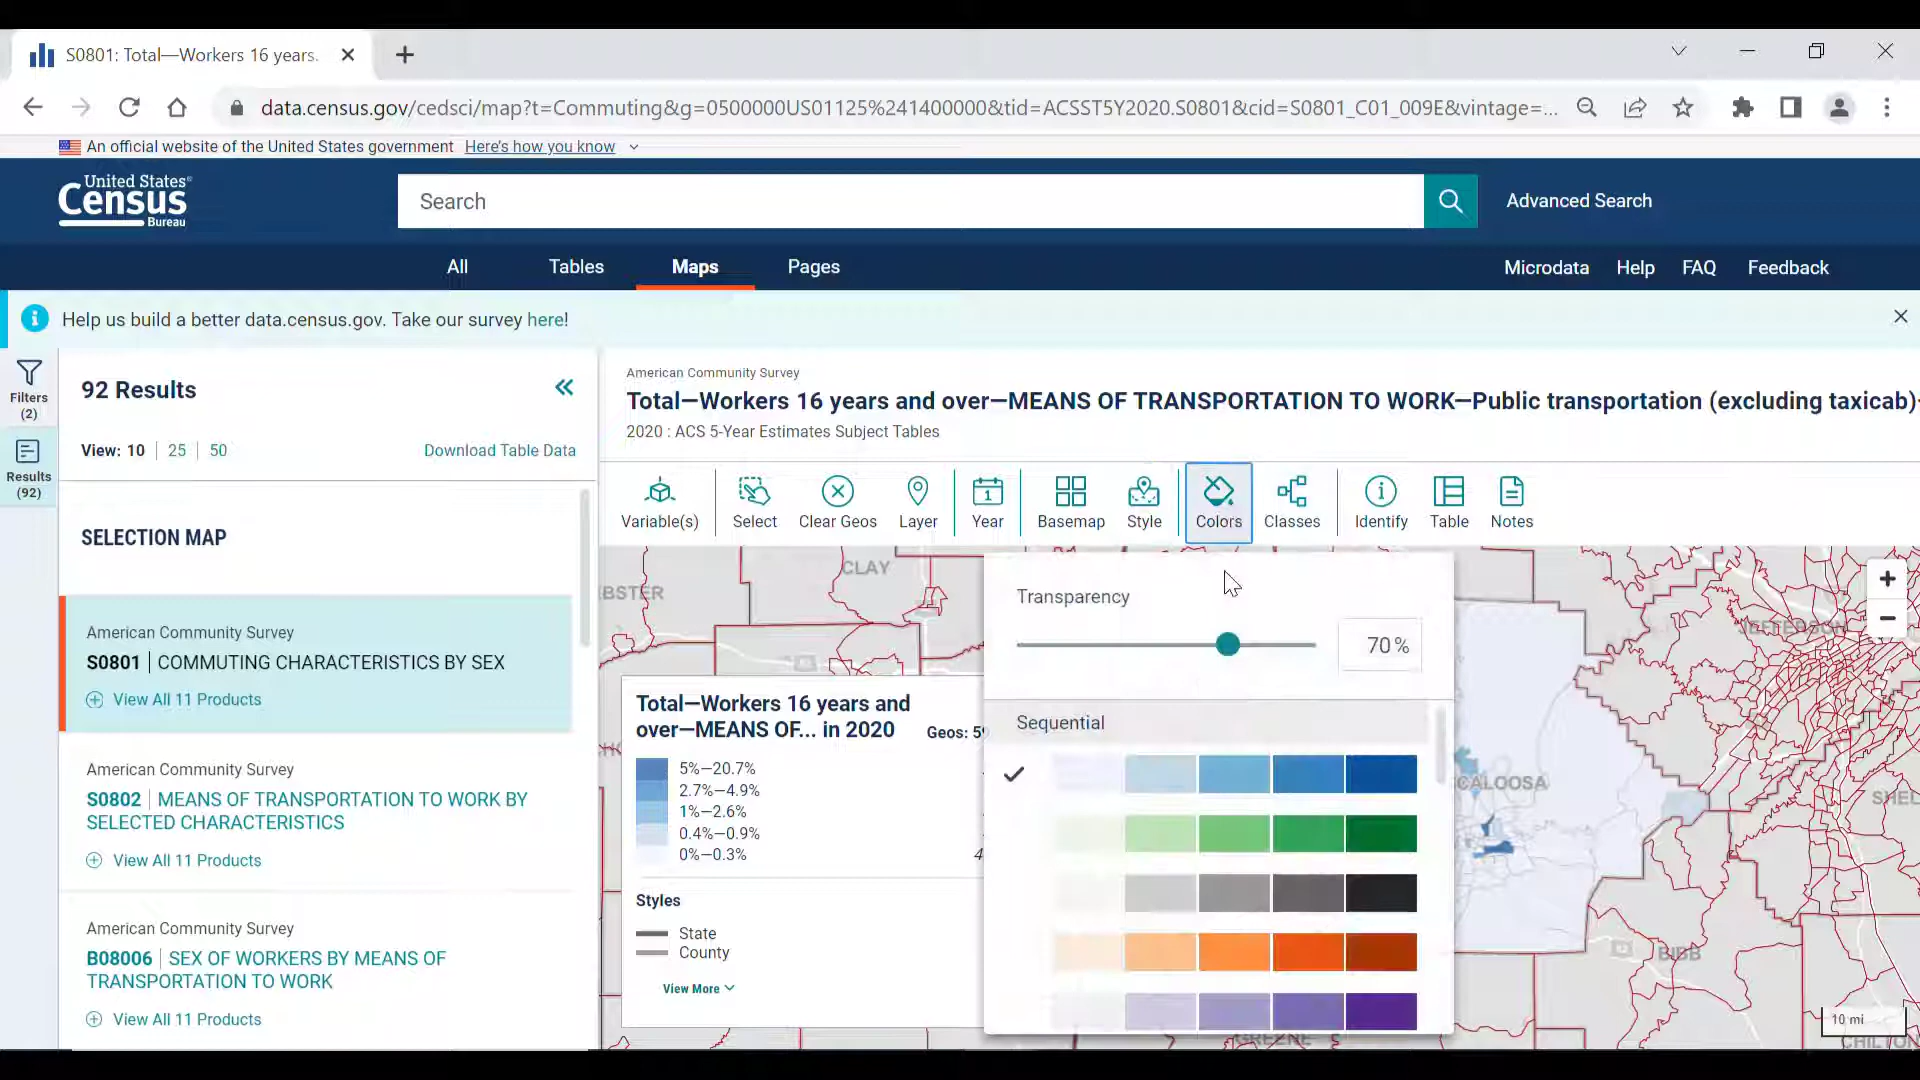 S0801: Total—Workers 16 years.
data.census.gov/cedsci/map?t=Commuting&g=0500000US01125%241400000&tid=ACSST5Y2020.S0801&cid=S0801_C01_009E&vintage=...
An official website of the United States government Here's how you know
United States®
Census
Bureau
Search
Advanced Search
All Tables Maps Pages
Microdata Help FAQ Feedback
Help us build a better data.census.gov. Take our survey here!
Filters
(2)
Results
(92)
92 Results
View: 10 | 25 | 50
Download Table Data
SELECTION MAP
American Community Survey
S0801 | COMMUTING CHARACTERISTICS BY SEX
View All 11 Products
American Community Survey
S0802 | MEANS OF TRANSPORTATION TO WORK BY
SELECTED CHARACTERISTICS
View All 11 Products
American Community Survey
B08006 | SEX OF WORKERS BY MEANS OF
TRANSPORTATION TO WORK
View All 11 Products
American Community Survey
Total—Workers 16 years and over—MEANS OF TRANSPORTATION TO WORK—Public transportation (excluding taxicab)
2020 : ACS 5-Year Estimates Subject Tables
Variable(s) Select Clear Geos Layer Year Basemap Style Colors Classes Identify Table Notes
1
CLAY
BSTER
Transparency
70 %
Sequential
Total—Workers 16 years and
over—MEANS OF... in 2020
Geos: 59
5%—20.7%
2.7%—4.9%
1%—2.6%
0.4%—0.9%
0%—0.3%
4
Styles
State
County
View More
JEFFERSON
CALOOSA
SHEL
BIBB
GREENE
CHILTON
10 mi